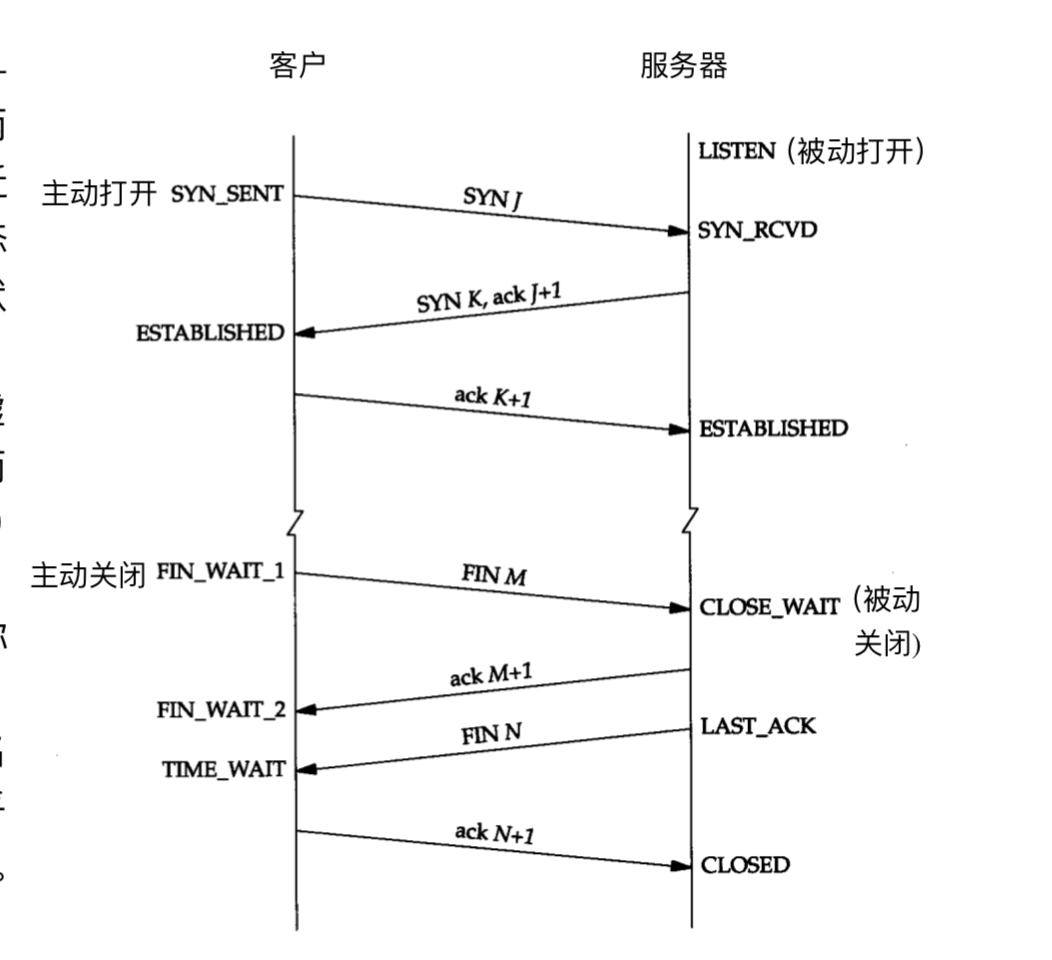 客户
服务器
LISTEN（被动打开）
主动打开 SYN_SENT
SYN J
SYN_RCVD
SYN K, ack J+1
ESTABLISHED
ack K+1
ESTABLISHED
主动关闭 FIN_WAIT_1
FIN M
CLOSE_WAIT（被动
关闭)
ack M+1
FIN_WAIT_2
FIN N
LAST_ACK
TIME_WAIT
ack N+1
CLOSED